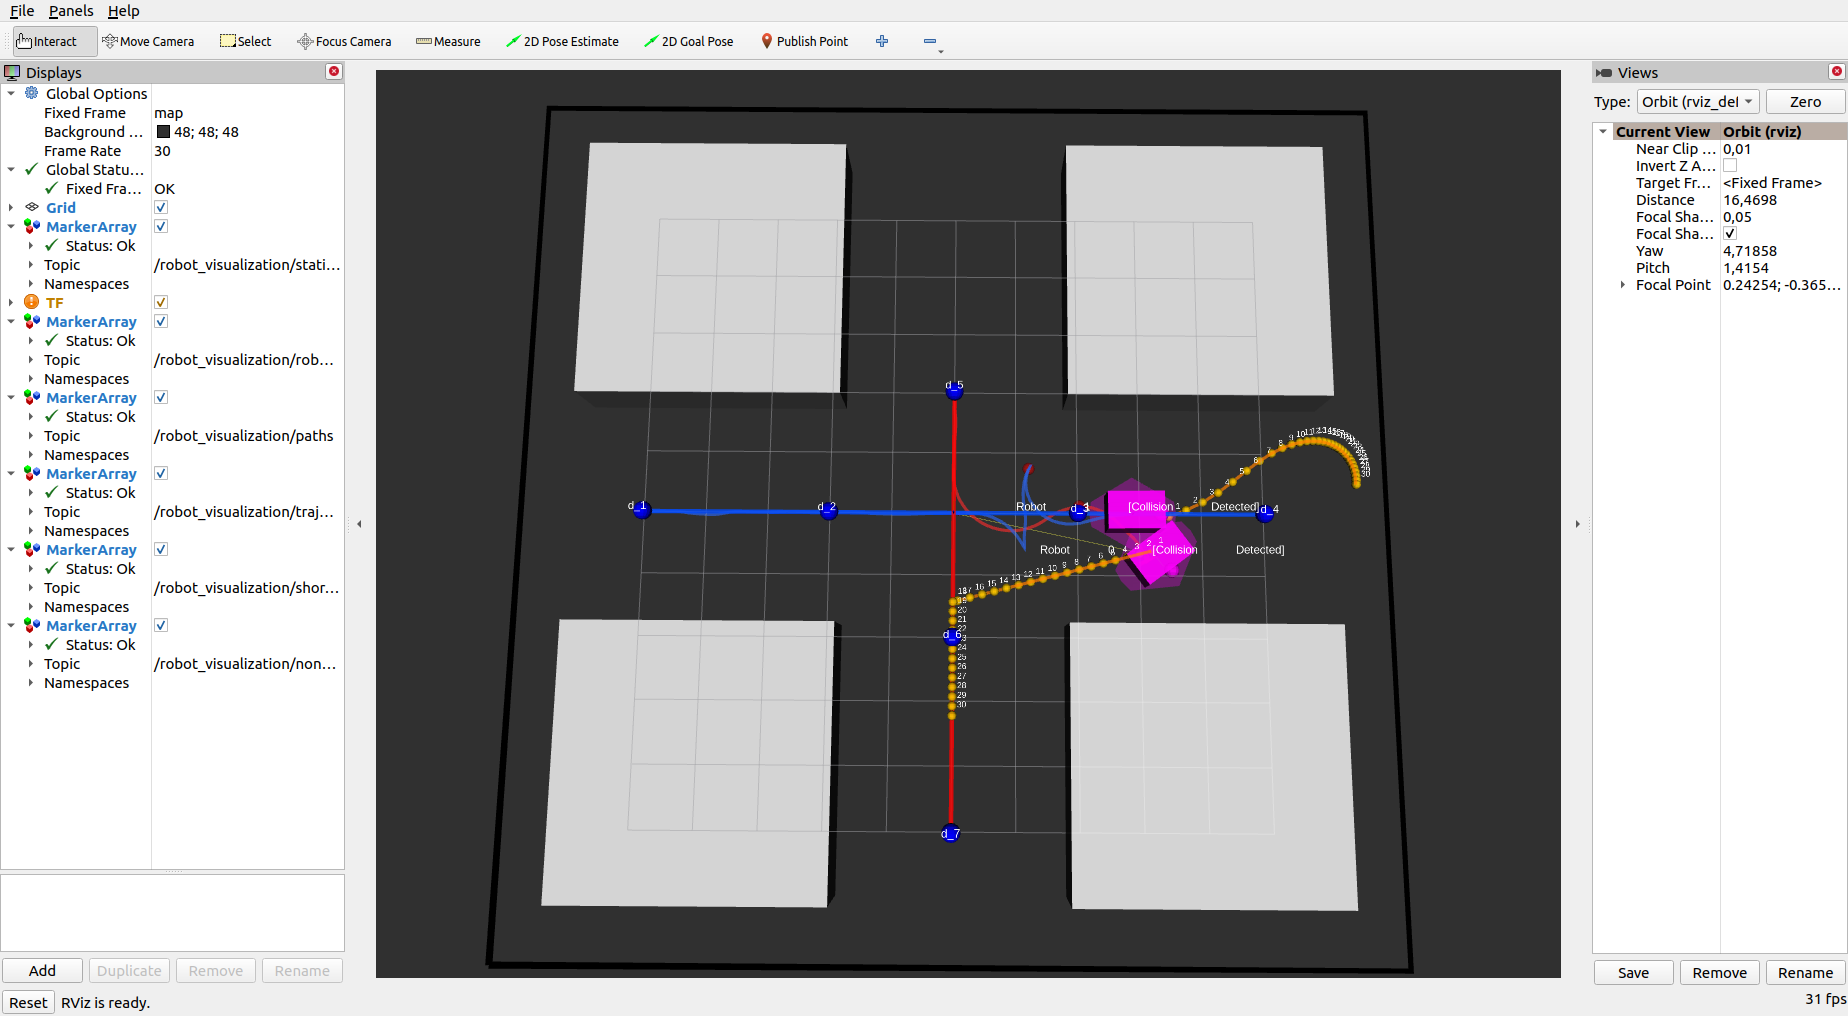 File Panels Help
Interact Move Camera Select Focus Camera Measure 2D Pose Estimate 2D Goal Pose Publish Point
Displays
Global Options
Fixed Frame map
Background ... 48; 48; 48
Frame Rate 30
Global Statu...
Fixed Fra... OK
Grid
MarkerArray
Status: Ok
Topic /robot_visualization/stati...
Namespaces
TF
MarkerArray
Status: Ok
Topic /robot_visualization/rob...
Namespaces
MarkerArray
Status: Ok
Topic /robot_visualization/paths
Namespaces
MarkerArray
Status: Ok
Topic /robot_visualization/traj...
Namespaces
MarkerArray
Status: Ok
Topic /robot_visualization/shor...
Namespaces
MarkerArray
Status: Ok
Topic /robot_visualization/non...
Namespaces
Add Duplicate Remove Rename
Reset RViz is ready.
d_5
d_1 d_2 Robot d_3 [Collision 1 Detected] d_4
2 3 4 5 6 7 8 9 10 11 12 13 14
Robot [Collision Detected]
1 2 3 4 6 7 8 9 10 11 12 13 14 15 16 17
20
21
22
d_6
24
25
26
27
28
29
30
d_7
Views
Type: Orbit (rviz_def Zero
Current View Orbit (rviz)
Near Clip ... 0,01
Invert Z A...
Target Fr... <Fixed Frame>
Distance 16,4698
Focal Sha... 0,05
Focal Sha...
Yaw 4,71858
Pitch 1,4154
Focal Point 0.24254; -0.365...
Save Remove Rename
31 fps